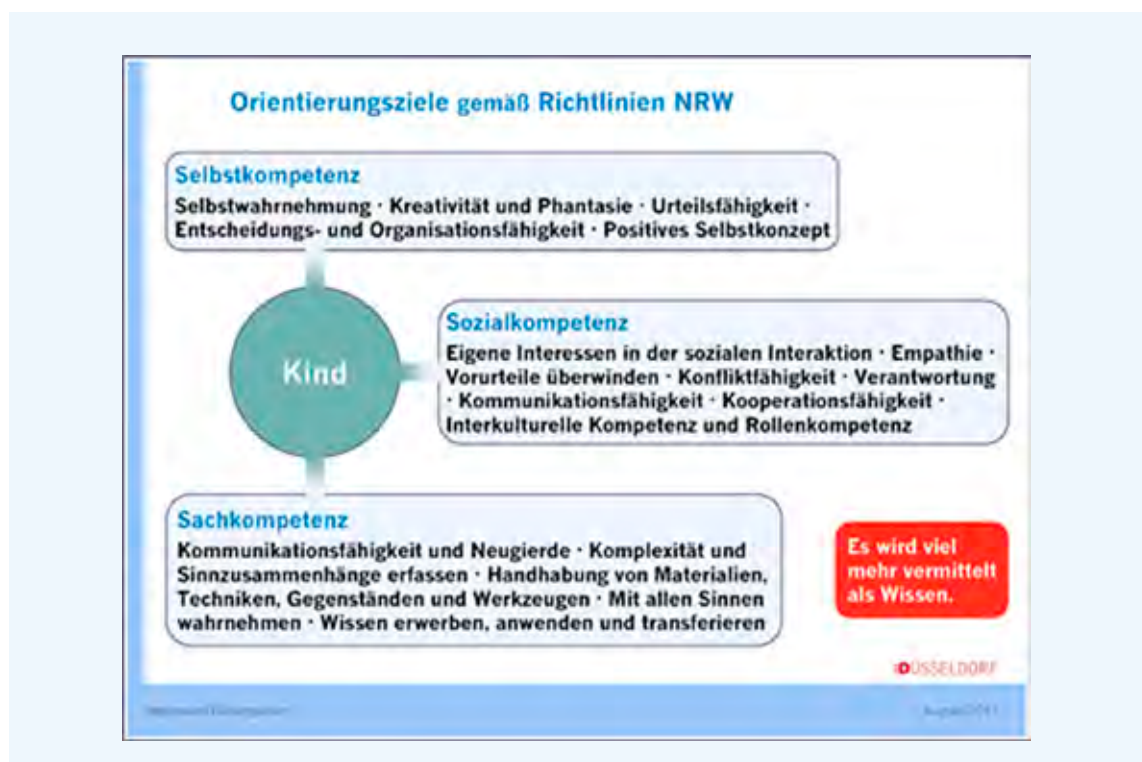 Orientierungsziele gemäß Richtlinien NRW
Selbstkompetenz
Selbstwahrnehmung · Kreativität und Phantasie · Urteilsfähigkeit ·
Entscheidungs- und Organisationsfähigkeit · Positives Selbstkonzept
Kind
Sozialkompetenz
Eigene Interessen in der sozialen Interaktion · Empathie ·
Vorurteile überwinden · Konfliktfähigkeit · Verantwortung
· Kommunikationsfähigkeit · Kooperationsfähigkeit ·
Interkulturelle Kompetenz und Rollenkompetenz
Sachkompetenz
Kommunikationsfähigkeit und Neugierde · Komplexität und
Sinnzusammenhänge erfassen · Handhabung von Materialien,
Techniken, Gegenständen und Werkzeugen · Mit allen Sinnen
wahrnehmen · Wissen erwerben, anwenden und transferieren
Es wird viel
mehr vermittelt
als Wissen.
DÜSSELDORF